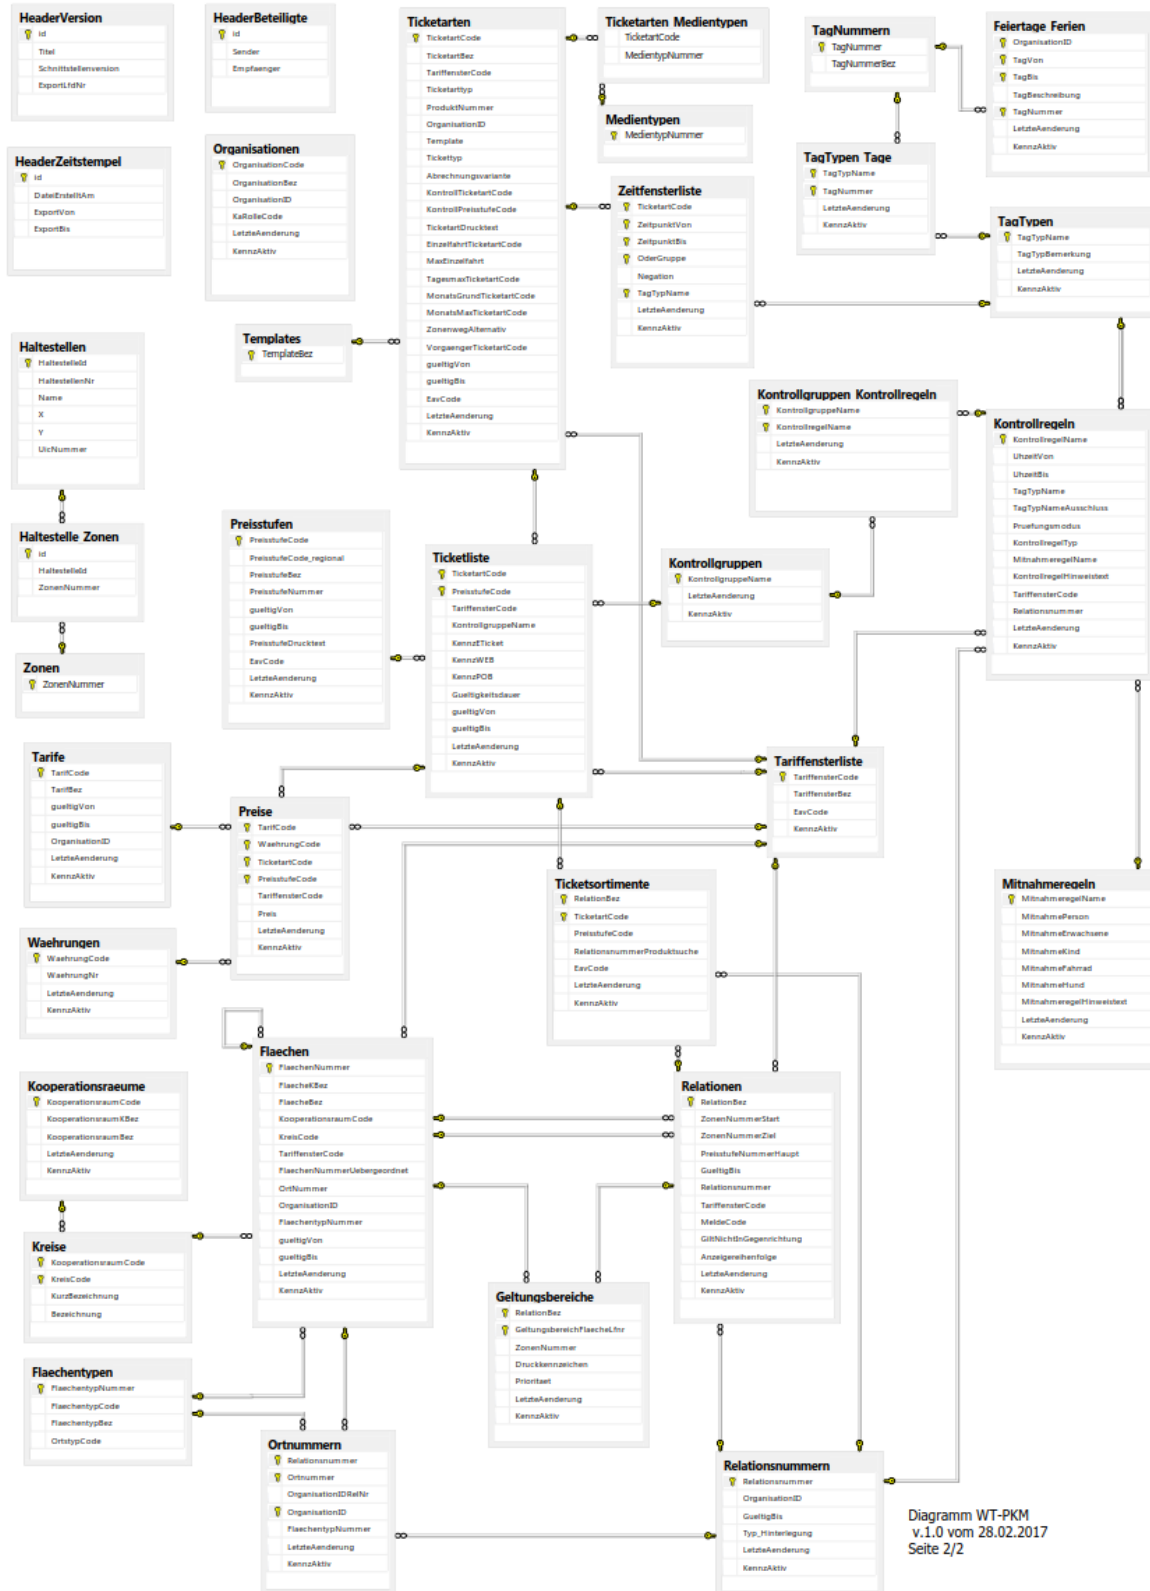 HeaderVersion
id
Titel
Schnittstellenversion
ExportLfdNr
HeaderBeteiligte
id
Sender
Empfaenger
Ticketarten
TicketartCode
TicketartBez
TariffensterCode
Ticketarttyp
ProduktNummer
OrganisationID
Template
Tickettyp
Abrechnungsvariante
KontrollTicketartCode
KontrollPreisstufeCode
TicketartDrucktext
EinzelfahrtTicketartCode
MaxEinzelfahrt
TagesmaxTicketartCode
MonatsGrundTicketartCode
MonatsMaxTicketartCode
ZonenwegAlternativ
VorgaengerTicketartCode
gueltigVon
gueltigBis
EavCode
LetzteAenderung
KennzAktiv
Ticketarten Medientypen
TicketartCode
MedientypNummer
TagNummern
TagNummer
TagNummerBez
Feiertage Ferien
OrganisationID
TagVon
TagBis
TagBeschreibung
TagNummer
LetzteAenderung
KennzAktiv
HeaderZeitstempel
id
DateiErstelltAm
ExportVon
ExportBis
Organisationen
OrganisationCode
OrganisationBez
OrganisationID
KaRolleCode
LetzteAenderung
KennzAktiv
Medientypen
MedientypNummer
TagTypen Tage
TagTypName
TagNummer
LetzteAenderung
KennzAktiv
Zeitfensterliste
TicketartCode
ZeitpunktVon
ZeitpunktBis
OderGruppe
Negation
TagTypName
LetzteAenderung
KennzAktiv
TagTypen
TagTypName
TagTypBemerkung
LetzteAenderung
KennzAktiv
Templates
TemplateBez
Haltestellen
HaltestelleId
HaltestellenNr
Name
X
Y
UicNummer
Kontrollgruppen Kontrollregeln
KontrollgruppeName
KontrollregelName
LetzteAenderung
KennzAktiv
Kontrollregeln
KontrollregelName
UhzeitVon
UhzeitBis
TagTypName
TagTypNameAusschluss
Pruefungsmodus
KontrollregelTyp
MitnahmeregelName
KontrollregelHinweistext
TariffensterCode
Relationsnummer
LetzteAenderung
KennzAktiv
Haltestelle Zonen
id
HaltestelleId
ZonenNummer
Preisstufen
PreisstufeCode
PreisstufeCode_regional
PreisstufeBez
PreisstufeNummer
gueltigVon
gueltigBis
PreisstufeDrucktext
EavCode
LetzteAenderung
KennzAktiv
Ticketliste
TicketartCode
PreisstufeCode
TariffensterCode
KontrollgruppeName
KennzETicket
KennzWEB
KennzPOB
Gueltigkeitsdauer
gueltigVon
gueltigBis
LetzteAenderung
KennzAktiv
Kontrollgruppen
KontrollgruppeName
LetzteAenderung
KennzAktiv
Zonen
ZonenNummer
Tarife
TarifCode
TarifBez
gueltigVon
gueltigBis
OrganisationID
LetzteAenderung
KennzAktiv
Preise
TarifCode
WaehrungCode
TicketartCode
PreisstufeCode
TariffensterCode
Preis
LetzteAenderung
KennzAktiv
Tariffensterliste
TariffensterCode
TariffensterBez
EavCode
KennzAktiv
Ticketsortimente
RelationBez
TicketartCode
PreisstufeCode
RelationsnummerProduktsuche
EavCode
LetzteAenderung
KennzAktiv
Mitnahmeregeln
MitnahmeregelName
MitnahmePerson
MitnahmeErwachsene
MitnahmeKind
MitnahmeFahrrad
MitnahmeHund
MitnahmeregelHinweistext
LetzteAenderung
KennzAktiv
Waehrungen
WaehrungCode
WaehrungNr
LetzteAenderung
KennzAktiv
Flaechen
FlaechenNummer
FlaecheKBez
FlaecheBez
KooperationsraumCode
KreisCode
TariffensterCode
FlaechenNummerUebergeordnet
OrtNummer
OrganisationID
FlaechentypNummer
gueltigVon
gueltigBis
LetzteAenderung
KennzAktiv
Kooperationsraeume
KooperationsraumCode
KooperationsraumKBez
KooperationsraumBez
LetzteAenderung
KennzAktiv
Relationen
RelationBez
ZonenNummerStart
ZonenNummerZiel
PreisstufeNummerHaupt
GueltigBis
Relationsnummer
TariffensterCode
MeldeCode
GiltNichtInGegenrichtung
Anzeigereihenfolge
LetzteAenderung
KennzAktiv
Kreise
KooperationsraumCode
KreisCode
KurzBezeichnung
Bezeichnung
Geltungsbereiche
RelationBez
GeltungsbereichFlaecheLfnr
ZonenNummer
Druckkennzeichen
Prioritaet
LetzteAenderung
KennzAktiv
Flaechentypen
FlaechentypNummer
FlaechentypCode
FlaechentypBez
OrtstypCode
Ortnummern
Relationsnummer
Ortnummer
OrganisationIDRelNr
OrganisationID
FlaechentypNummer
LetzteAenderung
KennzAktiv
Relationsnummern
Relationsnummer
OrganisationID
GueltigBis
Typ_Hinterlegung
LetzteAenderung
KennzAktiv
Diagramm WT-PKM
v.1.0 vom 28.02.2017
Seite 2/2